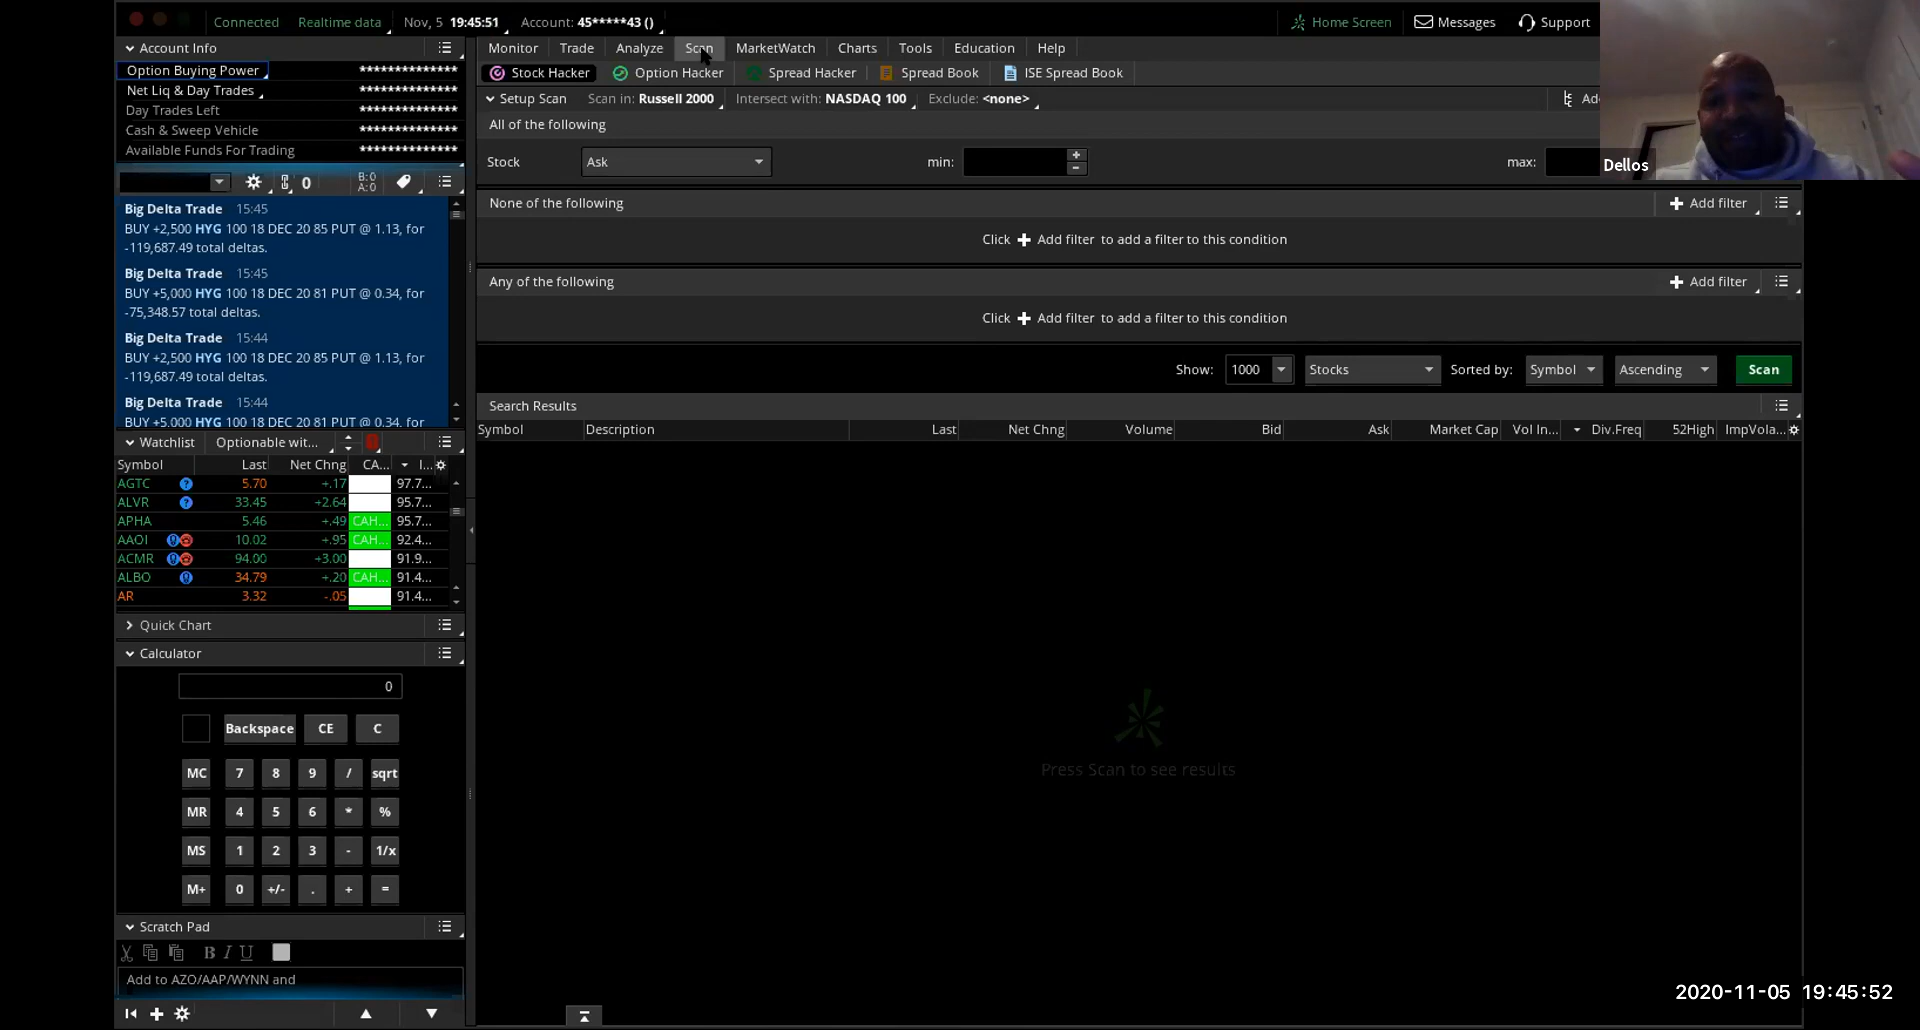 Connected Realtime data Nov, 5 19:45:51 Account: 45*****43 () Home Screen Messages Support
Account Info
Option Buying Power **************
Net Liq & Day Trades **************
Day Trades Left **************
Cash & Sweep Vehicle **************
Available Funds For Trading **************
0 B:0 A:0
Big Delta Trade 15:45
BUY +2,500 HYG 100 18 DEC 20 85 PUT @ 1.13, for
-119,687.49 total deltas.
Big Delta Trade 15:45
BUY +5,000 HYG 100 18 DEC 20 81 PUT @ 0.34, for
-75,348.57 total deltas.
Big Delta Trade 15:44
BUY +2,500 HYG 100 18 DEC 20 85 PUT @ 1.13, for
-119,687.49 total deltas.
Big Delta Trade 15:44
BUY +5,000 HYG 100 18 DEC 20 81 PUT @ 0.34, for
Watchlist Optionable wit...
Symbol Last Net Chng CA... I...
AGTC 5.70 +.17 97.7...
ALVR 33.45 +2.64 95.7...
APHA 5.46 +.49 CAH... 95.7...
AAOI 10.02 +.95 CAH... 92.4...
ACMR 94.00 +3.00 91.9...
ALBO 34.79 +.20 CAH... 91.4...
AR 3.32 -.05 91.4...
Quick Chart
Calculator
0
Backspace CE C
MC 7 8 9 / sqrt
MR 4 5 6 * %
MS 1 2 3 - 1/x
M+ 0 +/- . + =
Scratch Pad
B I U
Add to AZO/AAP/WYNN and
Monitor Trade Analyze Scan MarketWatch Charts Tools Education Help
Stock Hacker Option Hacker Spread Hacker Spread Book ISE Spread Book
Setup Scan Scan in: Russell 2000 Intersect with: NASDAQ 100 Exclude: <none>
All of the following
Stock Ask min: + - max:
Dellos
None of the following + Add filter
Click + Add filter to add a filter to this condition
Any of the following + Add filter
Click + Add filter to add a filter to this condition
Show: 1000 Stocks Sorted by: Symbol Ascending Scan
Search Results
Symbol Description Last Net Chng Volume Bid Ask Market Cap Vol In... Div.Freq 52High ImpVola...
Press Scan to see results
2020-11-05 19:45:52